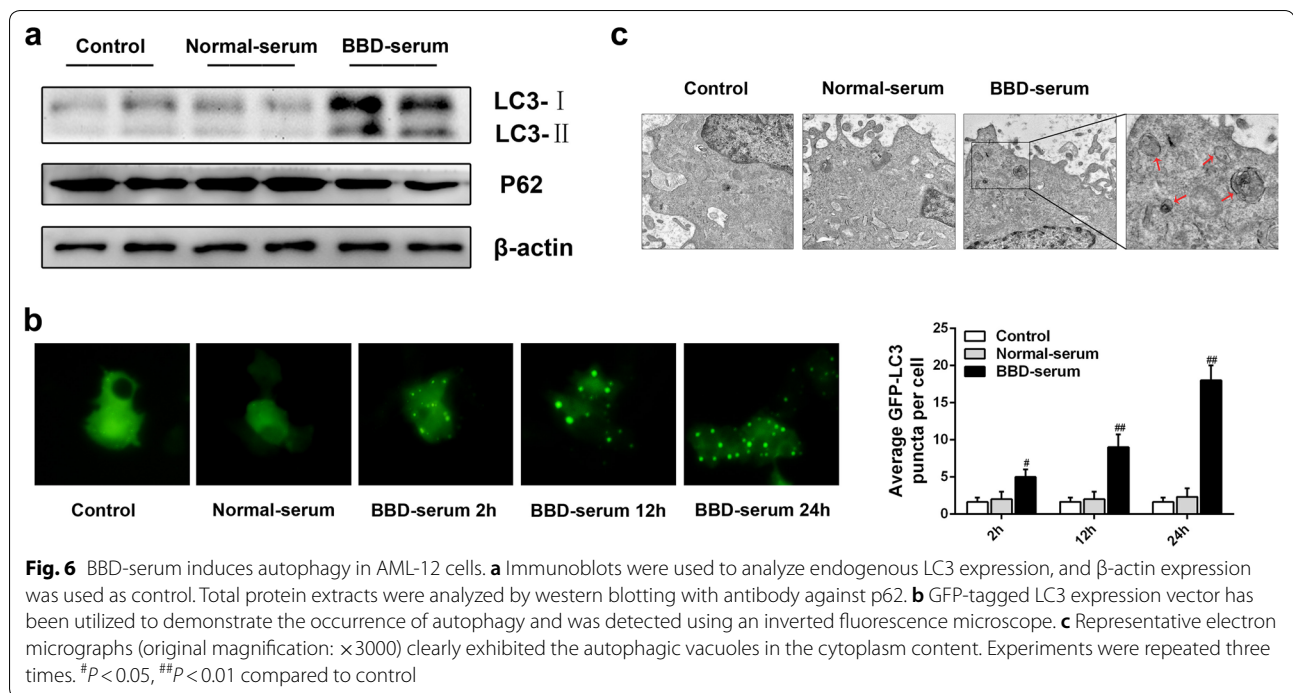 a
Control Normal-serum BBD-serum
LC3- Ⅰ
LC3- Ⅱ
P62
β-actin
c
Control Normal-serum BBD-serum
b
Control Normal-serum BBD-serum 2h BBD-serum 12h BBD-serum 24h
Average GFP-LC3
puncta per cell
25
20
15
10
5
0
Control
Normal-serum
BBD-serum
#
##
##
2h 12h 24h
Fig. 6 BBD-serum induces autophagy in AML-12 cells. a Immunoblots were used to analyze endogenous LC3 expression, and β-actin expression
was used as control. Total protein extracts were analyzed by western blotting with antibody against p62. b GFP-tagged LC3 expression vector has
been utilized to demonstrate the occurrence of autophagy and was detected using an inverted fluorescence microscope. c Representative electron
micrographs (original magnification: ×3000) clearly exhibited the autophagic vacuoles in the cytoplasm content. Experiments were repeated three
times. #P < 0.05, ##P < 0.01 compared to control